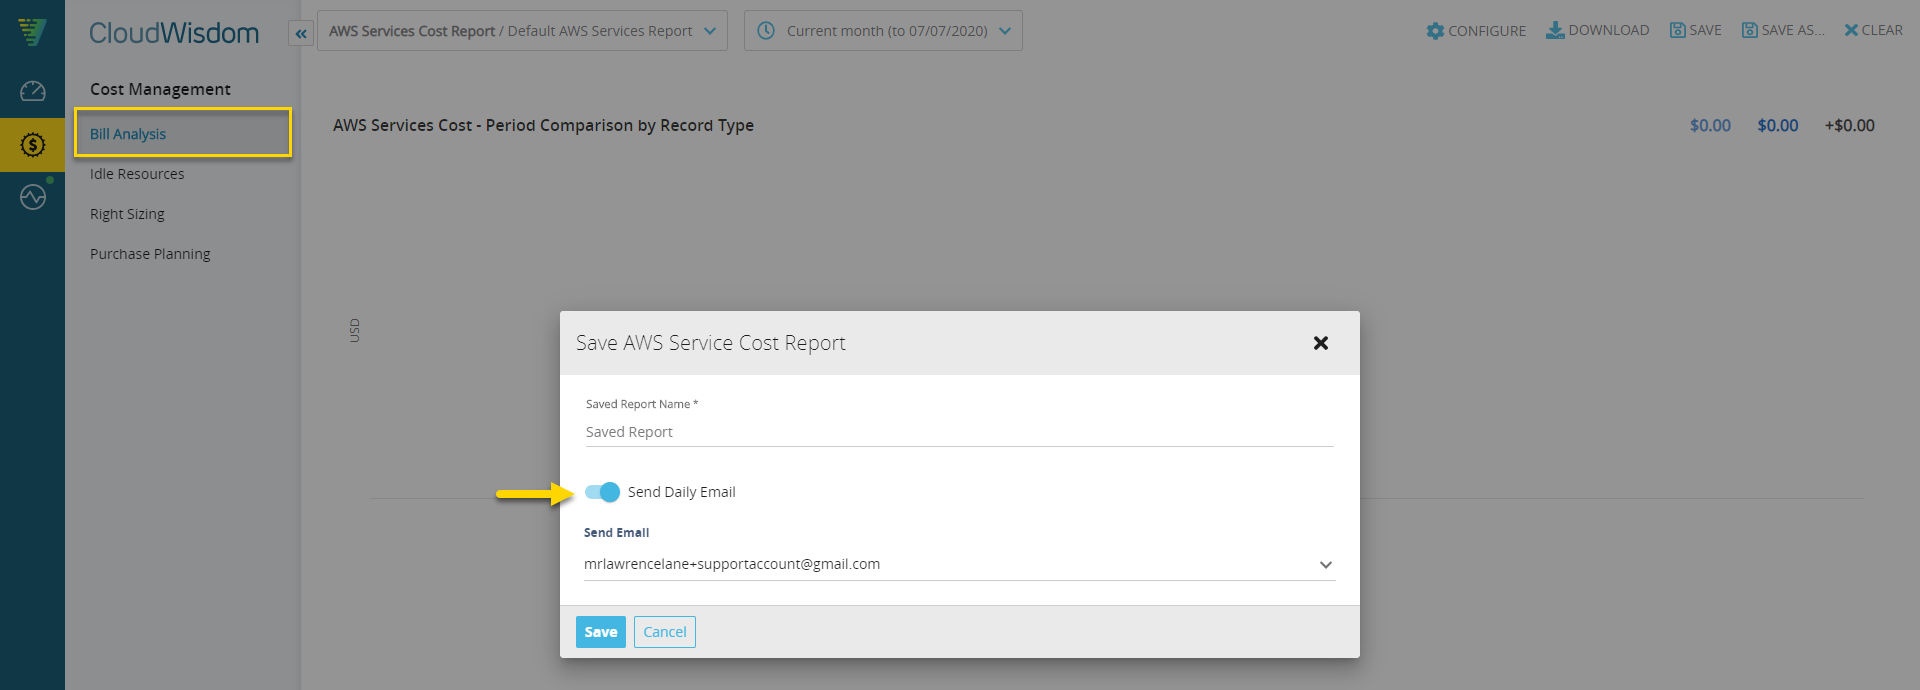 CloudWisdom
Cost Management
Bill Analysis
Idle Resources
Right Sizing
Purchase Planning
«
AWS Services Cost Report / Default AWS Services Report
Current month (to 07/07/2020)
CONFIGURE
DOWNLOAD
SAVE
SAVE AS...
CLEAR
AWS Services Cost - Period Comparison by Record Type
$0.00
$0.00
+$0.00
USD
Save AWS Service Cost Report
Saved Report Name *
Saved Report
Send Daily Email
Send Email
mrlawrencelane+supportaccount@gmail.com
Save
Cancel